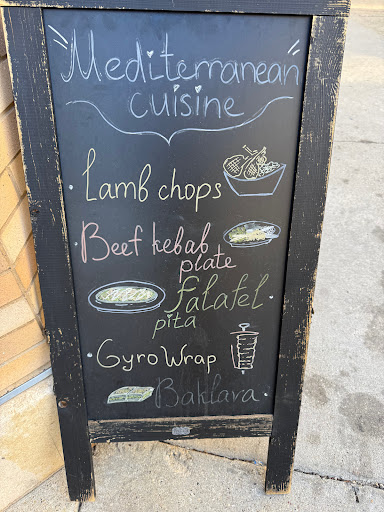 Mediterranean
cuisine
Lamb chops
Beef kebab
plate
falafel
pita
Gyro Wrap
Baklava